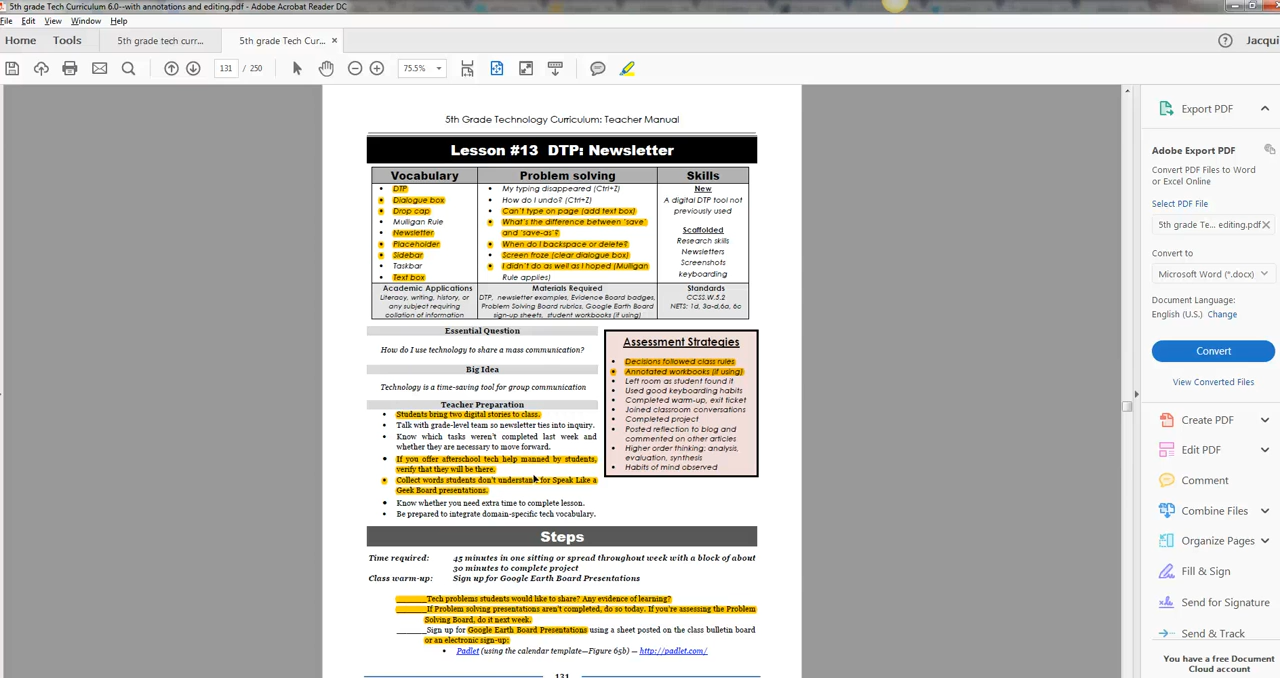 5th grade Tech Curriculum 6.0--with annotations and editing.pdf - Adobe Acrobat Reader DC
File Edit View Window Help
Home Tools 5th grade tech curr... 5th grade Tech Cur... × Jacqui
131 / 250 75.5%
5th Grade Technology Curriculum: Teacher Manual
Lesson #13 DTP: Newsletter
Vocabulary
• DTP
• Dialogue box
• Drop cap
• Mulligan Rule
• Newsletter
• Placeholder
• Sidebar
• Taskbar
• Text box
Problem solving
• My typing disappeared (Ctrl+Z)
• How do I undo? (Ctrl+Z)
• Can't type on page (add text box)
• What's the difference between 'save'
and 'save-as'?
• When do I backspace or delete?
• Screen froze (clear dialogue box)
• I didn't do as well as I hoped (Mulligan
Rule applies)
Skills
New
A digital DTP tool not
previously used
Scaffolded
Research skills
Newsletters
Screenshots
keyboarding
Academic Applications
Literacy, writing, history, or
any subject requiring
collation of information
Materials Required
DTP, newsletter examples, Evidence Board badges,
Problem Solving Board rubrics, Google Earth Board
sign-up sheets, student workbooks (if using)
Standards
CCSS.W.5.2
NETS: 1d, 3a-d,6a, 6c
Essential Question
How do I use technology to share a mass communication?
Big Idea
Technology is a time-saving tool for group communication
Teacher Preparation
• Students bring two digital stories to class.
• Talk with grade-level team so newsletter ties into inquiry.
• Know which tasks weren't completed last week and
whether they are necessary to move forward.
• If you offer afterschool tech help manned by students,
verify that they will be there.
• Collect words students don't understand for Speak Like a
Geek Board presentations.
• Know whether you need extra time to complete lesson.
• Be prepared to integrate domain-specific tech vocabulary.
Assessment Strategies
• Decisions followed class rules
• Annotated workbooks (if using)
• Left room as student found it
• Used good keyboarding habits
• Completed warm-up, exit ticket
• Joined classroom conversations
• Completed project
• Posted reflection to blog and
commented on other articles
• Higher order thinking: analysis,
evaluation, synthesis
• Habits of mind observed
Steps
Time required: 45 minutes in one sitting or spread throughout week with a block of about
30 minutes to complete project
Class warm-up: Sign up for Google Earth Board Presentations
______Tech problems students would like to share? Any evidence of learning?
______If Problem solving presentations aren't completed, do so today. If you're assessing the Problem
Solving Board, do it next week.
______Sign up for Google Earth Board Presentations using a sheet posted on the class bulletin board
or an electronic sign-up:
• Padlet (using the calendar template—Figure 65b) — http://padlet.com/
131
Export PDF
Adobe Export PDF
Convert PDF Files to Word
or Excel Online
Select PDF File
5th grade Te... editing.pdf ×
Convert to
Microsoft Word (*.docx)
Document Language:
English (U.S.) Change
Convert
View Converted Files
Create PDF
Edit PDF
Comment
Combine Files
Organize Pages
Fill & Sign
Send for Signature
Send & Track
You have a free Document
Cloud account